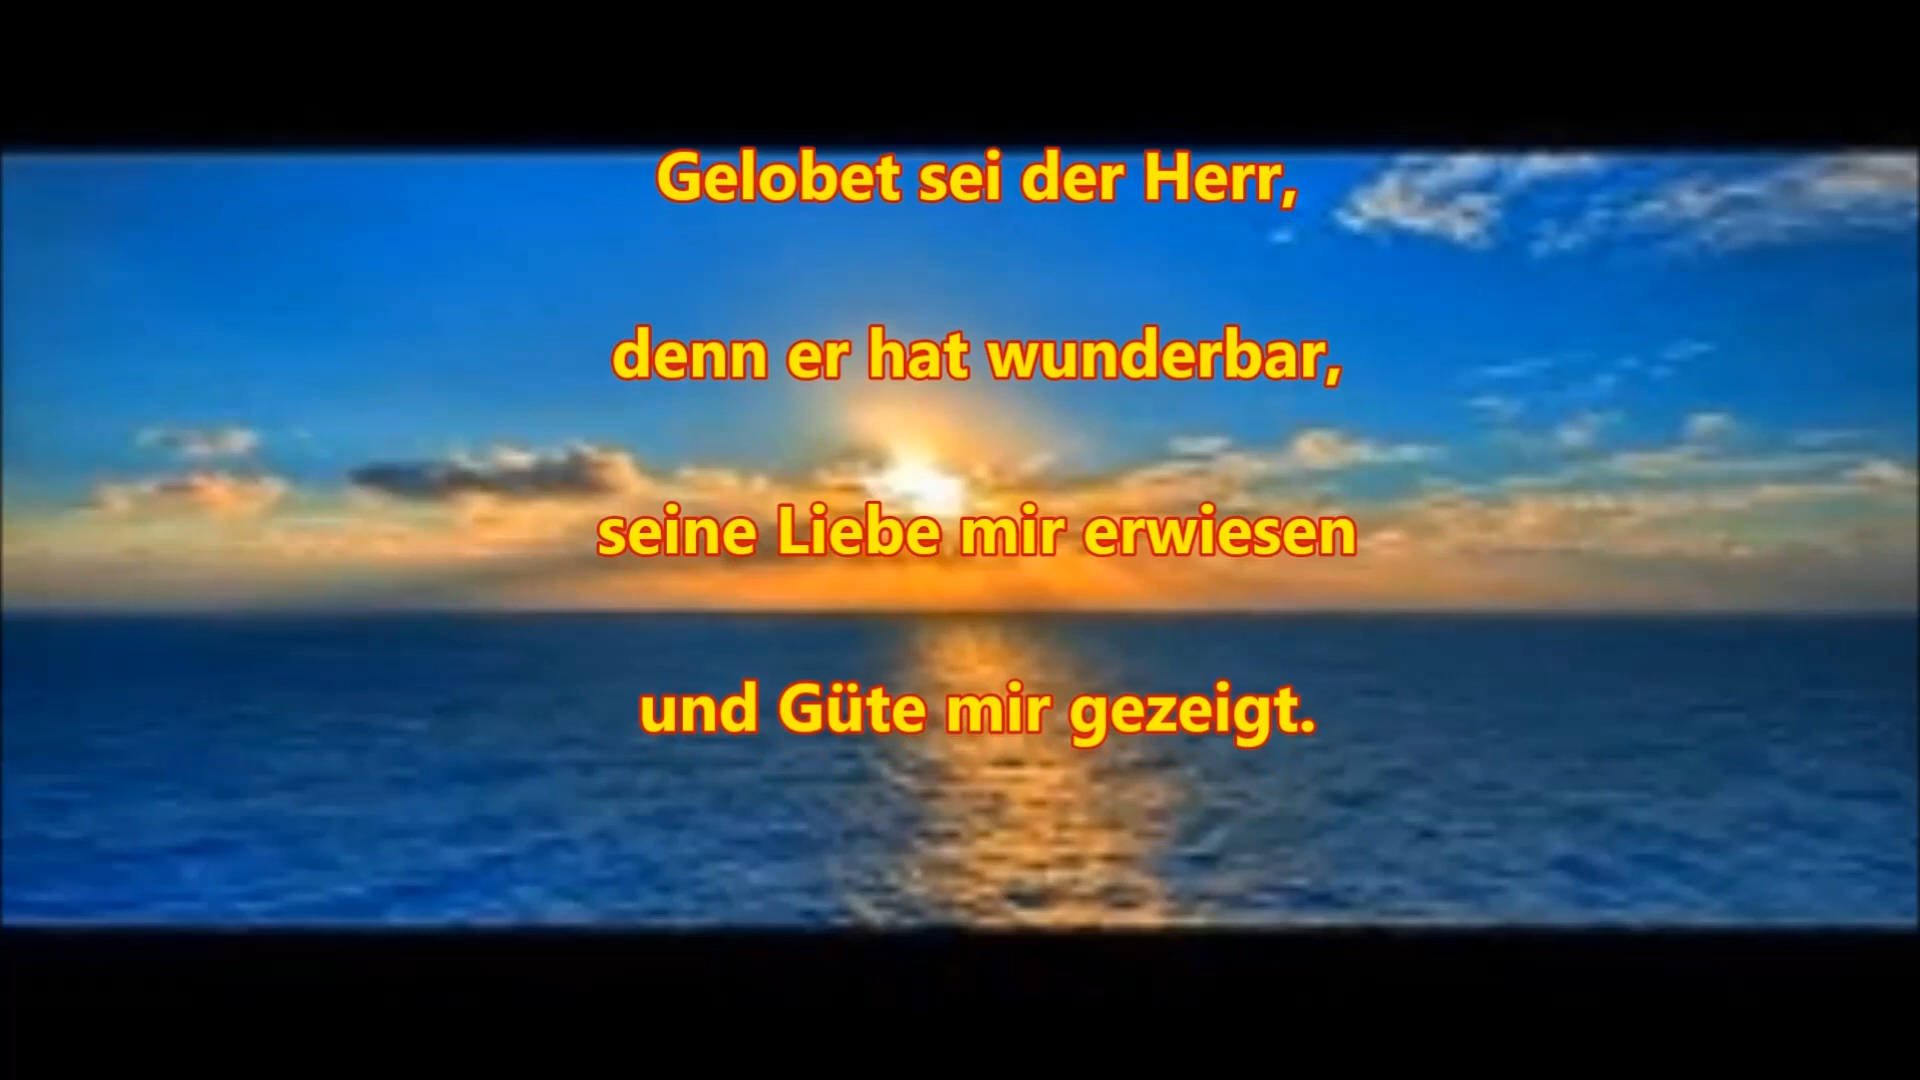 Gelobet sei der Herr,
denn er hat wunderbar,
seine Liebe mir erwiesen
und Güte mir gezeigt.